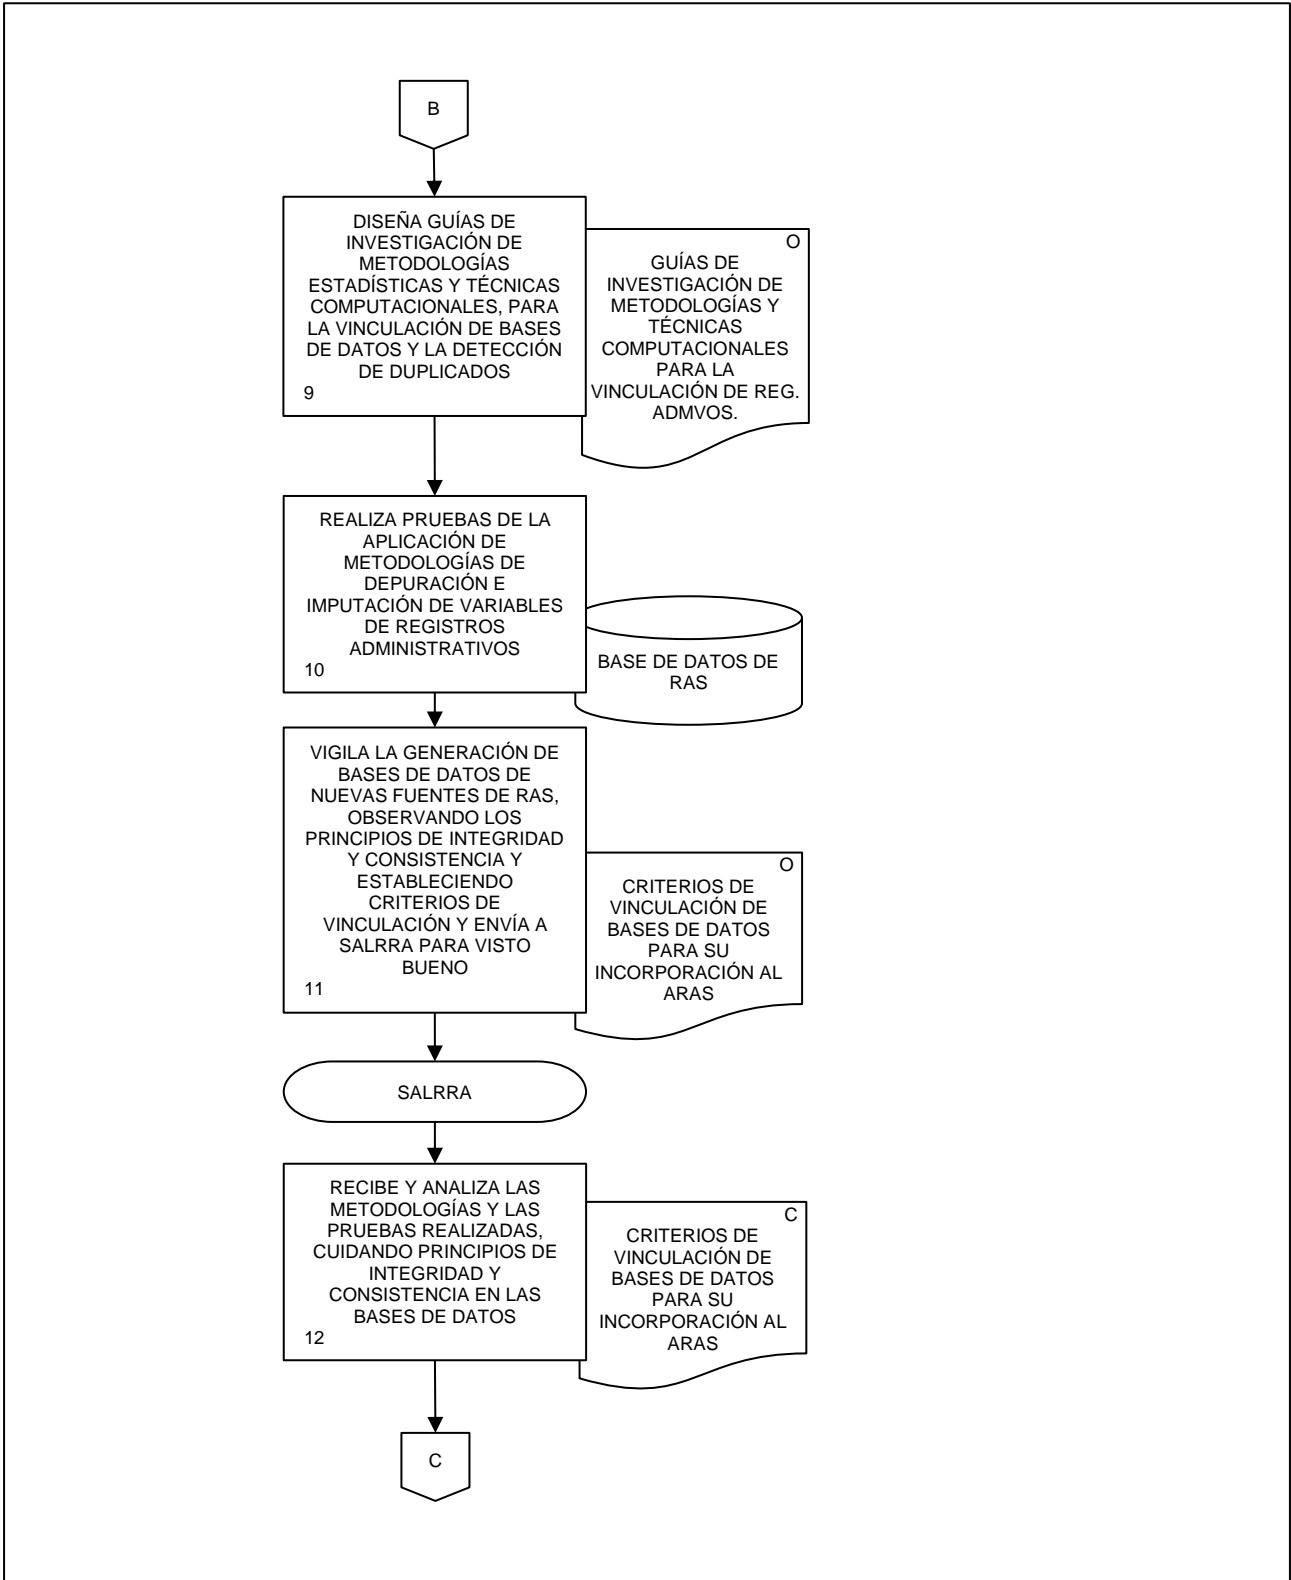 B
DISEÑA GUÍAS DE
INVESTIGACIÓN DE
METODOLOGÍAS
ESTADÍSTICAS Y TÉCNICAS
COMPUTACIONALES, PARA
LA VINCULACIÓN DE BASES
DE DATOS Y LA DETECCIÓN
DE DUPLICADOS
9
O
GUÍAS DE
INVESTIGACIÓN DE
METODOLOGÍAS Y
TÉCNICAS
COMPUTACIONALES
PARA LA
VINCULACIÓN DE REG.
ADMVOS.
REALIZA PRUEBAS DE LA
APLICACIÓN DE
METODOLOGÍAS DE
DEPURACIÓN E
IMPUTACIÓN DE VARIABLES
DE REGISTROS
ADMINISTRATIVOS
10
BASE DE DATOS DE
RAS
VIGILA LA GENERACIÓN DE
BASES DE DATOS DE
NUEVAS FUENTES DE RAS,
OBSERVANDO LOS
PRINCIPIOS DE INTEGRIDAD
Y CONSISTENCIA Y
ESTABLECIENDO
CRITERIOS DE
VINCULACIÓN Y ENVÍA A
SALRRA PARA VISTO
BUENO
11
O
CRITERIOS DE
VINCULACIÓN DE
BASES DE DATOS
PARA SU
INCORPORACIÓN AL
ARAS
SALRRA
RECIBE Y ANALIZA LAS
METODOLOGÍAS Y LAS
PRUEBAS REALIZADAS,
CUIDANDO PRINCIPIOS DE
INTEGRIDAD Y
CONSISTENCIA EN LAS
BASES DE DATOS
12
C
CRITERIOS DE
VINCULACIÓN DE
BASES DE DATOS
PARA SU
INCORPORACIÓN AL
ARAS
C